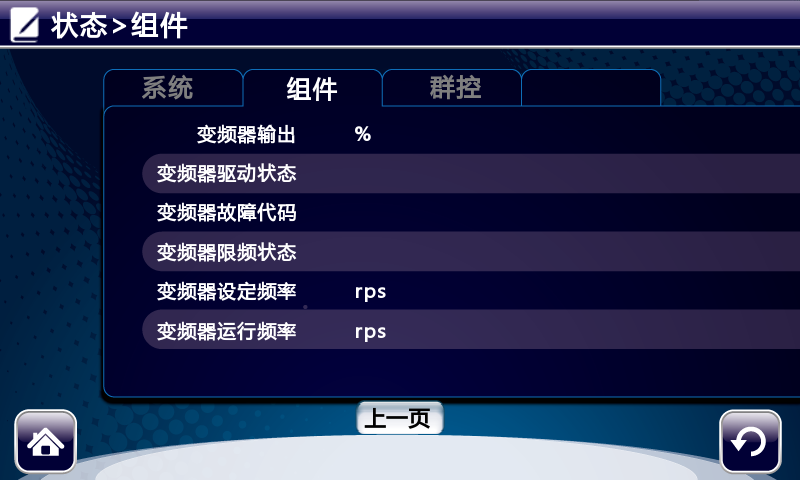 状态>组件
系统 组件 群控
变频器输出 %
变频器驱动状态
变频器故障代码
变频器限频状态
变频器设定频率 rps
变频器运行频率 rps
上一页